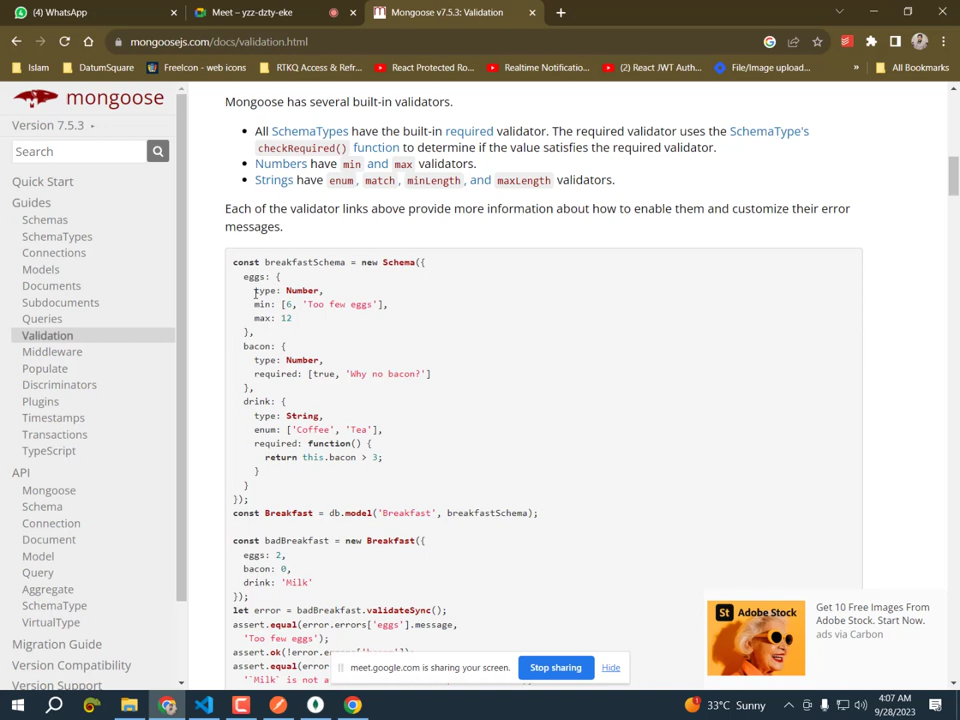 (4) WhatsApp
Meet – yzz-dzty-eke
Mongoose v7.5.3: Validation
mongoosejs.com/docs/validation.html
Islam
DatumSquare
FreeIcon - web icons
RTKQ Access & Refr...
React Protected Ro...
Realtime Notificatio...
(2) React JWT Auth...
File/Image upload...
»
All Bookmarks
mongoose
Version 7.5.3
Search
Quick Start
Guides
Schemas
SchemaTypes
Connections
Models
Documents
Subdocuments
Queries
Validation
Middleware
Populate
Discriminators
Plugins
Timestamps
Transactions
TypeScript
API
Mongoose
Schema
Connection
Document
Model
Query
Aggregate
SchemaType
VirtualType
Migration Guide
Version Compatibility
Version Support
Mongoose has several built-in validators.
• All SchemaTypes have the built-in required validator. The required validator uses the SchemaType's
checkRequired() function to determine if the value satisfies the required validator.
• Numbers have min and max validators.
• Strings have enum, match, minLength, and maxLength validators.
Each of the validator links above provide more information about how to enable them and customize their error
messages.
const breakfastSchema = new Schema({
eggs: {
type: Number,
min: [6, 'Too few eggs'],
max: 12
},
bacon: {
type: Number,
required: [true, 'Why no bacon?']
},
drink: {
type: String,
enum: ['Coffee', 'Tea'],
required: function() {
return this.bacon > 3;
}
}
});
const Breakfast = db.model('Breakfast', breakfastSchema);
const badBreakfast = new Breakfast({
eggs: 2,
bacon: 0,
drink: 'Milk'
});
let error = badBreakfast.validateSync();
assert.equal(error.errors['eggs'].message,
'Too few eggs');
assert.ok(!error.e
assert.equal(error
'`Milk` is not a
St Adobe Stock
Get 10 Free Images From
Adobe Stock. Start Now.
ads via Carbon
meet.google.com is sharing your screen.
Stop sharing
Hide
33°C Sunny
4:07 AM
9/28/2023